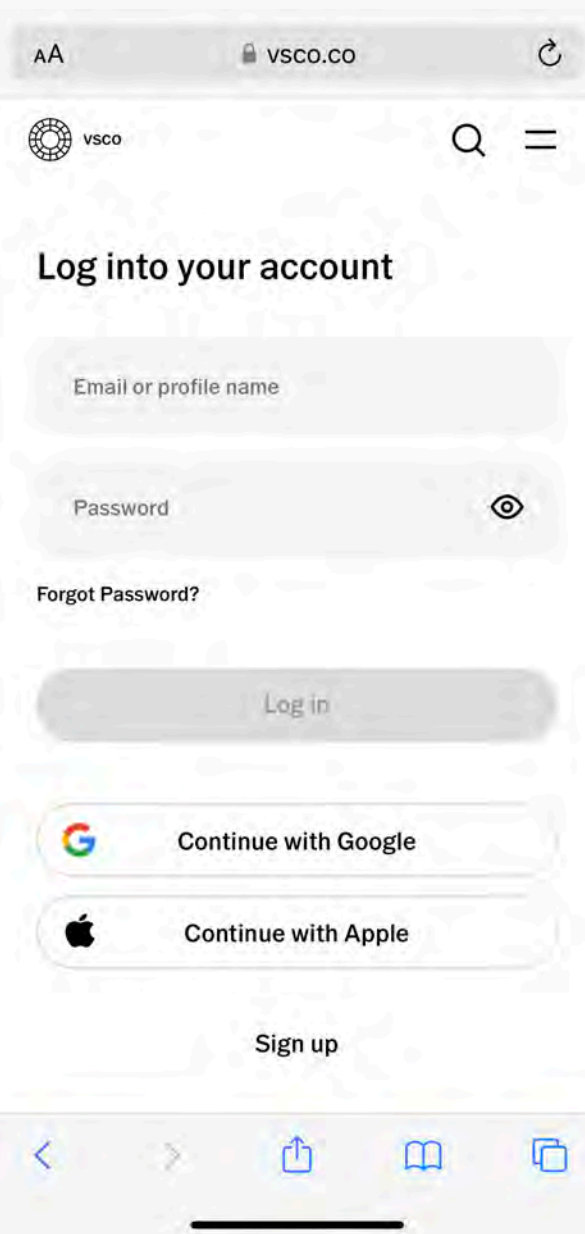 AA
vsco.co
vsco
Log into your account
Email or profile name
Password
Forgot Password?
Log in
Continue with Google
Continue with Apple
Sign up